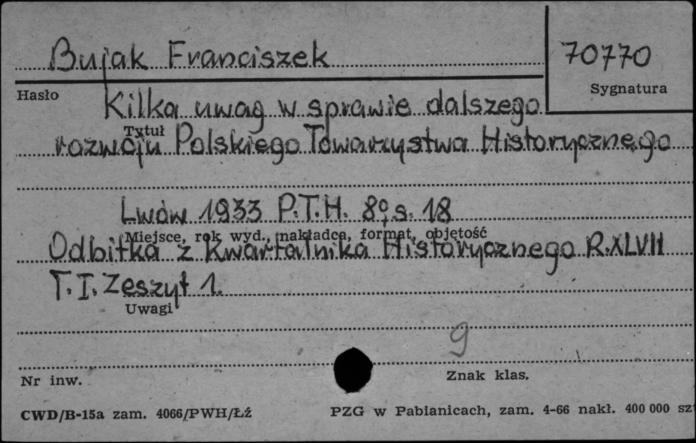 Bujak Franciszek
70770
Hasło
Sygnatura
Kilka uwag w sprawie dalszego
Tytuł
rozwoju Polskiego Towarzystwa Historycznego
Lwów 1933 P.T.H. 8° s. 18
Miejsce, rok wyd., nakładca, format, objętość
Odbitka z Kwartalnika Historycznego R.XLVII
T. I. Zeszyt 1.
Uwagi
9
Nr inw.
Znak klas.
CWD/B-15a zam. 4066/PWH/Łź
PZG w Pabianicach, zam. 4-66 nakł. 400 000 szt